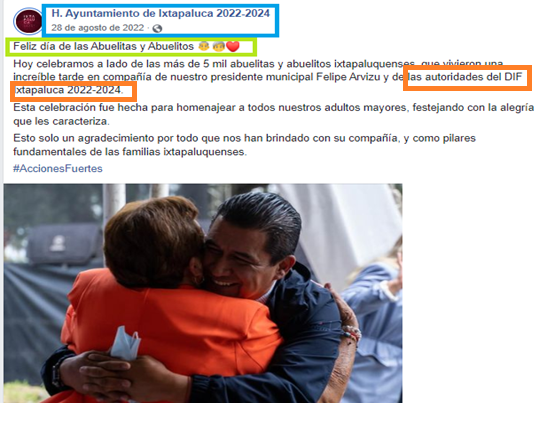 H. Ayuntamiento de Ixtapaluca 2022-2024
28 de agosto de 2022 ·
Feliz día de las Abuelitas y Abuelitos 👵👴❤️
Hoy celebramos a lado de las más de 5 mil abuelitas y abuelitos ixtapaluquenses, que vivieron una
increíble tarde en compañía de nuestro presidente municipal Felipe Arvizu y de las autoridades del DIF
Ixtapaluca 2022-2024.
Esta celebración fue hecha para homenajear a todos nuestros adultos mayores, festejando con la alegría
que les caracteriza.
Esto solo un agradecimiento por todo que nos han brindado con su compañía, y como pilares
fundamentales de las familias ixtapaluquenses.
#AccionesFuertes